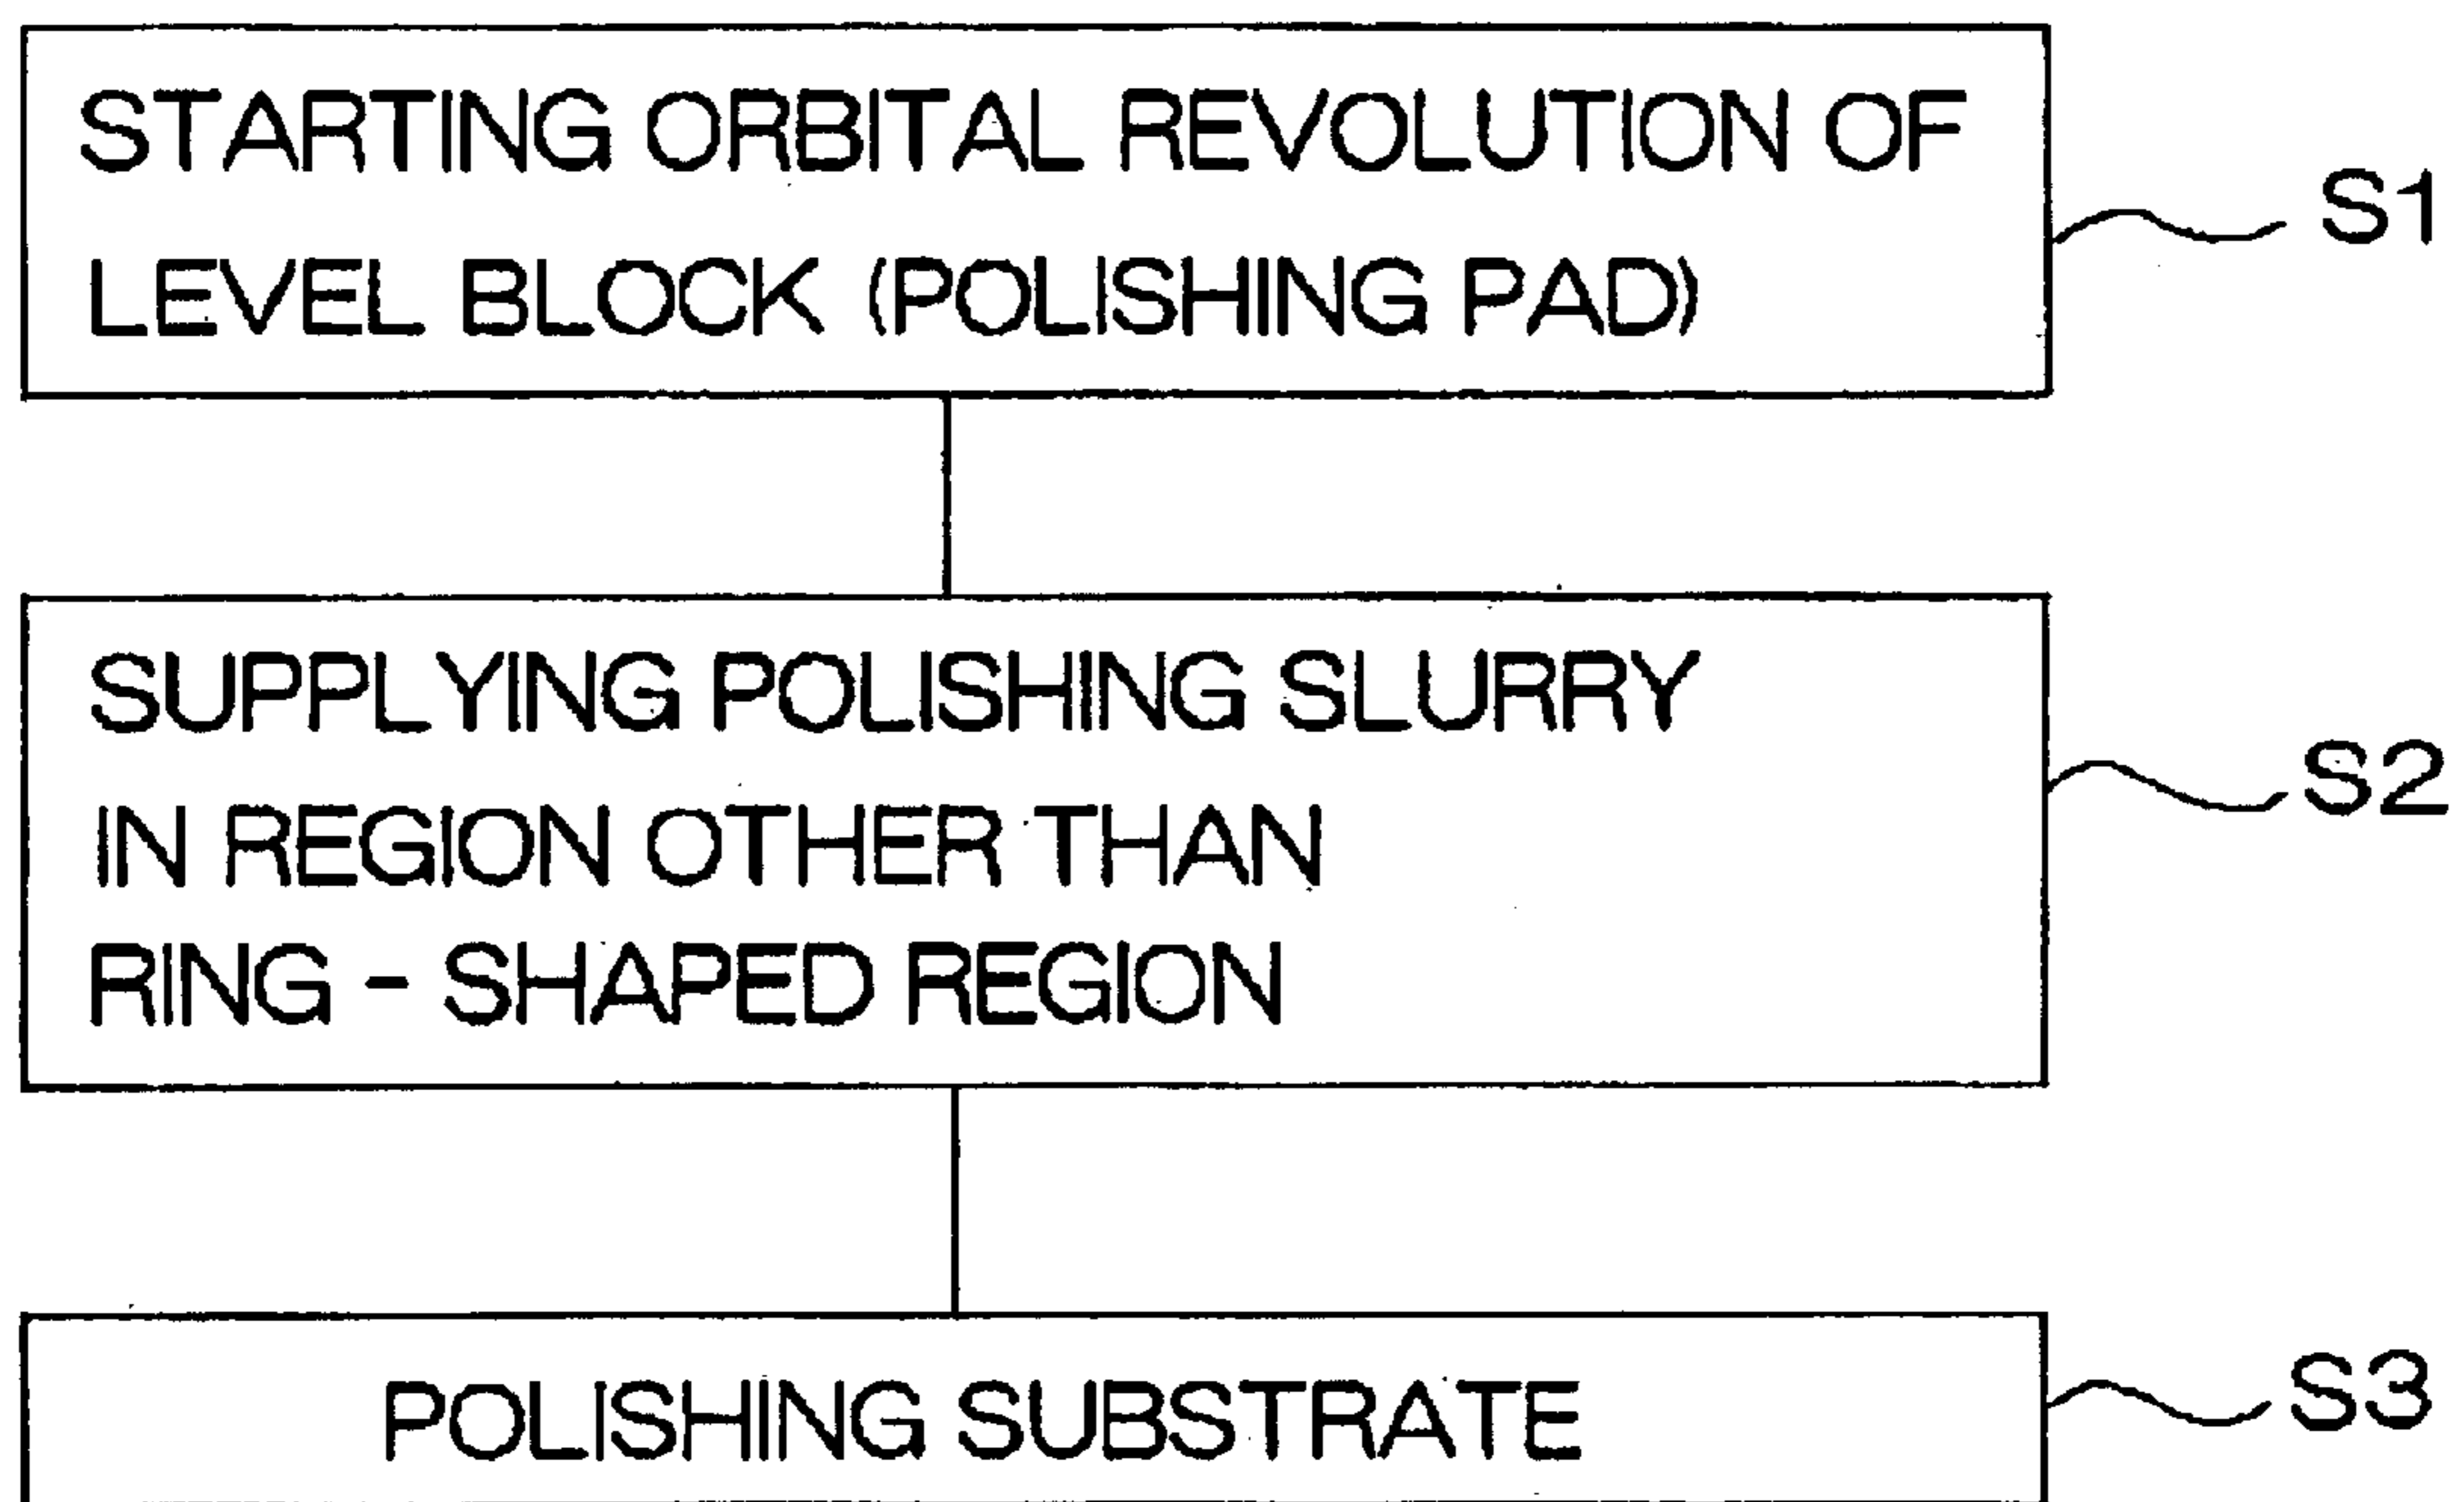 STARTING ORBITAL REVOLUTION OF
LEVEL BLOCK (POLISHING PAD)
S1
SUPPLYING POLISHING SLURRY
IN REGION OTHER THAN
RING - SHAPED REGION
S2
POLISHING SUBSTRATE
S3